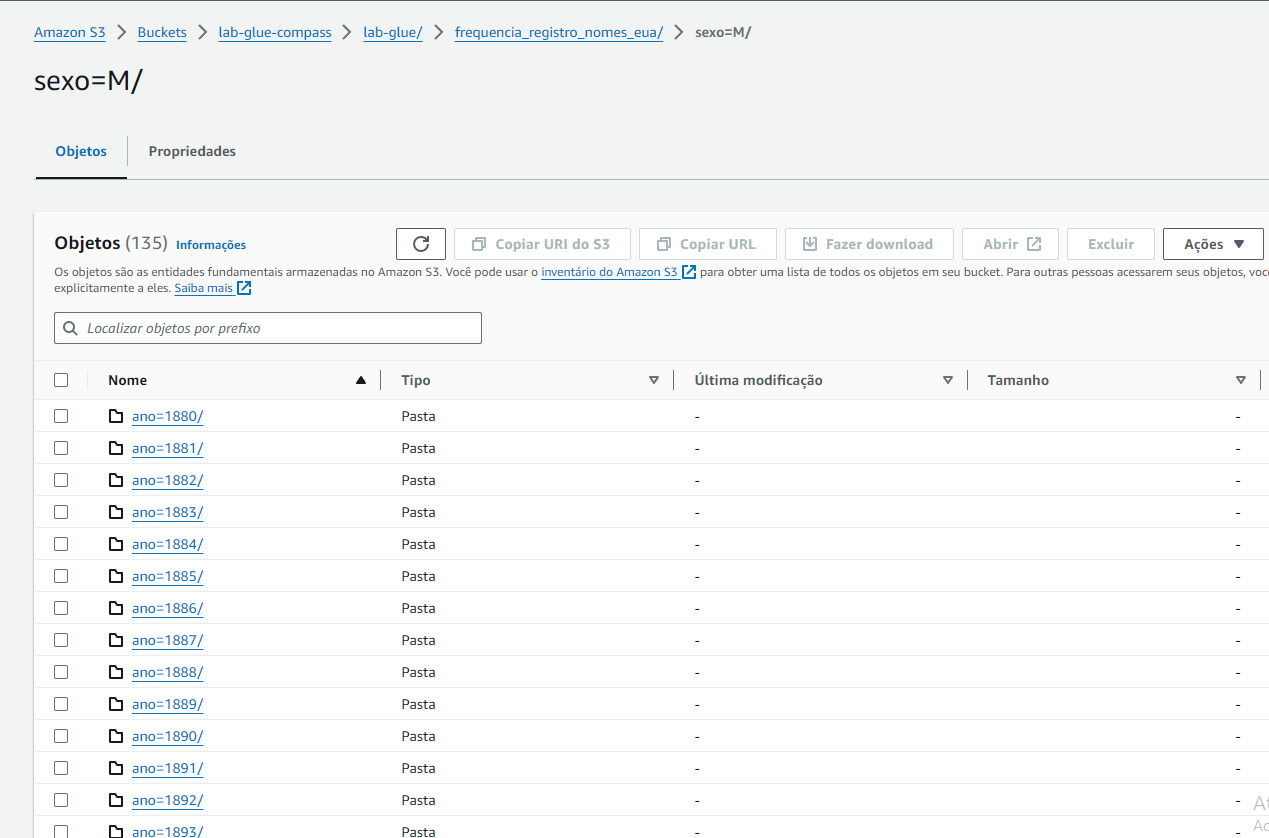 Amazon S3 > Buckets > lab-glue-compass > lab-glue/ > frequencia_registro_nomes_eua/ > sexo=M/
sexo=M/
Objetos Propriedades
Objetos (135) Informações Copiar URI do S3 Copiar URL Fazer download Abrir Excluir Ações
Os objetos são as entidades fundamentais armazenadas no Amazon S3. Você pode usar o inventário do Amazon S3 para obter uma lista de todos os objetos em seu bucket. Para outras pessoas acessarem seus objetos,
explicitamente a eles. Saiba mais
Localizar objetos por prefixo
Nome Tipo Última modificação Tamanho
ano=1880/ Pasta - -
ano=1881/ Pasta - -
ano=1882/ Pasta - -
ano=1883/ Pasta - -
ano=1884/ Pasta - -
ano=1885/ Pasta - -
ano=1886/ Pasta - -
ano=1887/ Pasta - -
ano=1888/ Pasta - -
ano=1889/ Pasta - -
ano=1890/ Pasta - -
ano=1891/ Pasta - -
ano=1892/ Pasta - -
ano=1893/ Pasta - -